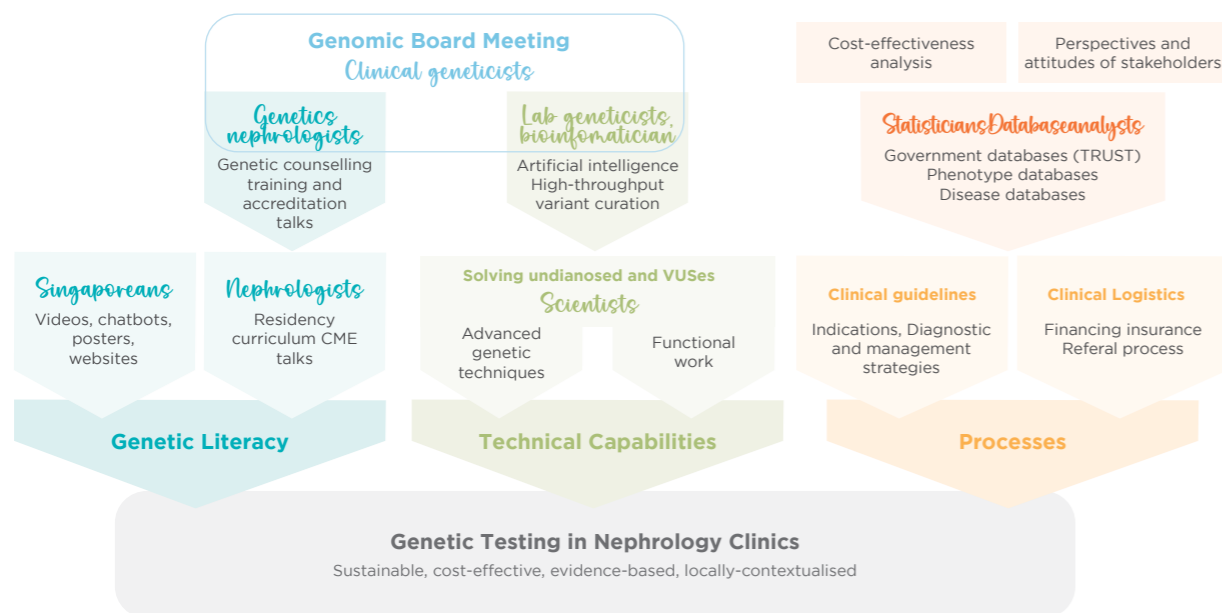 Genomic Board Meeting
Clinical geneticists
Genetics
nephrologists
Genetic counselling
training and
accreditation
talks
Lab geneticists,
bioinfomatician
Artificial intelligence
High-throughput
variant curation
Cost-effectiveness
analysis
Perspectives and
attitudes of stakeholders
StatisticiansDatabaseanalysts
Government databases (TRUST)
Phenotype databases
Disease databases
Singaporeans
Videos, chatbots,
posters,
websites
Nephrologists
Residency
curriculum CME
talks
Solving undianosed and VUSes
Scientists
Advanced
genetic
techniques
Functional
work
Clinical guidelines
Indications, Diagnostic
and management
strategies
Clinical Logistics
Financing insurance
Referal process
Genetic Literacy
Technical Capabilities
Processes
Genetic Testing in Nephrology Clinics
Sustainable, cost-effective, evidence-based, locally-contextualised